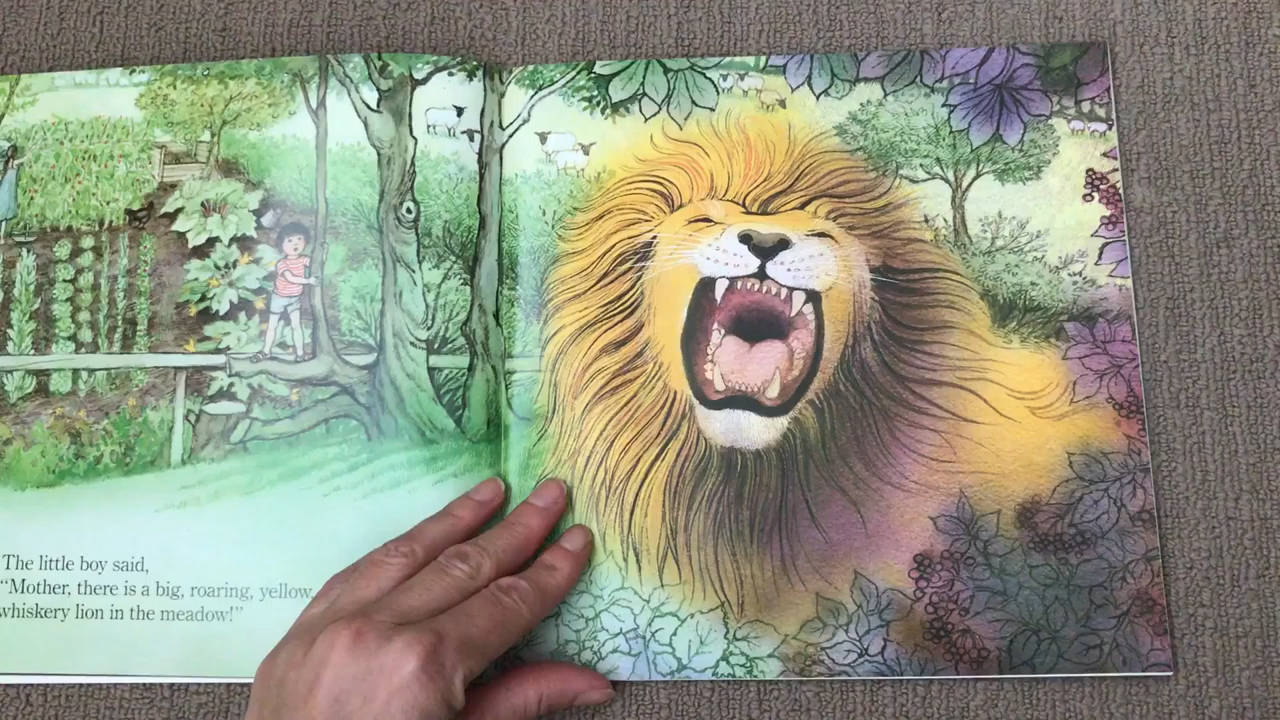 The little boy said,
“Mother, there is a big, roaring, yellow,
whiskery lion in the meadow!”